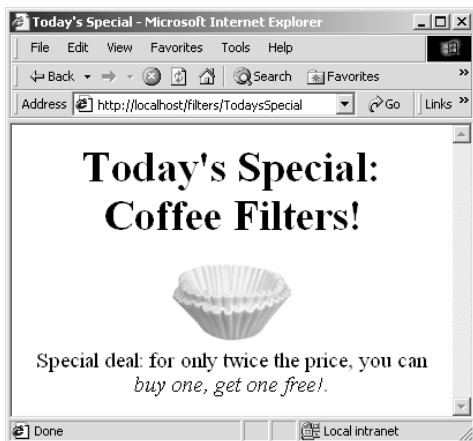 Today's Special - Microsoft Internet Explorer
File Edit View Favorites Tools Help
Back Search Favorites »
Address http://localhost/filters/TodaysSpecial Go Links »
Today's Special:
Coffee Filters!
Special deal: for only twice the price, you can
buy one, get one free!.
Done Local intranet